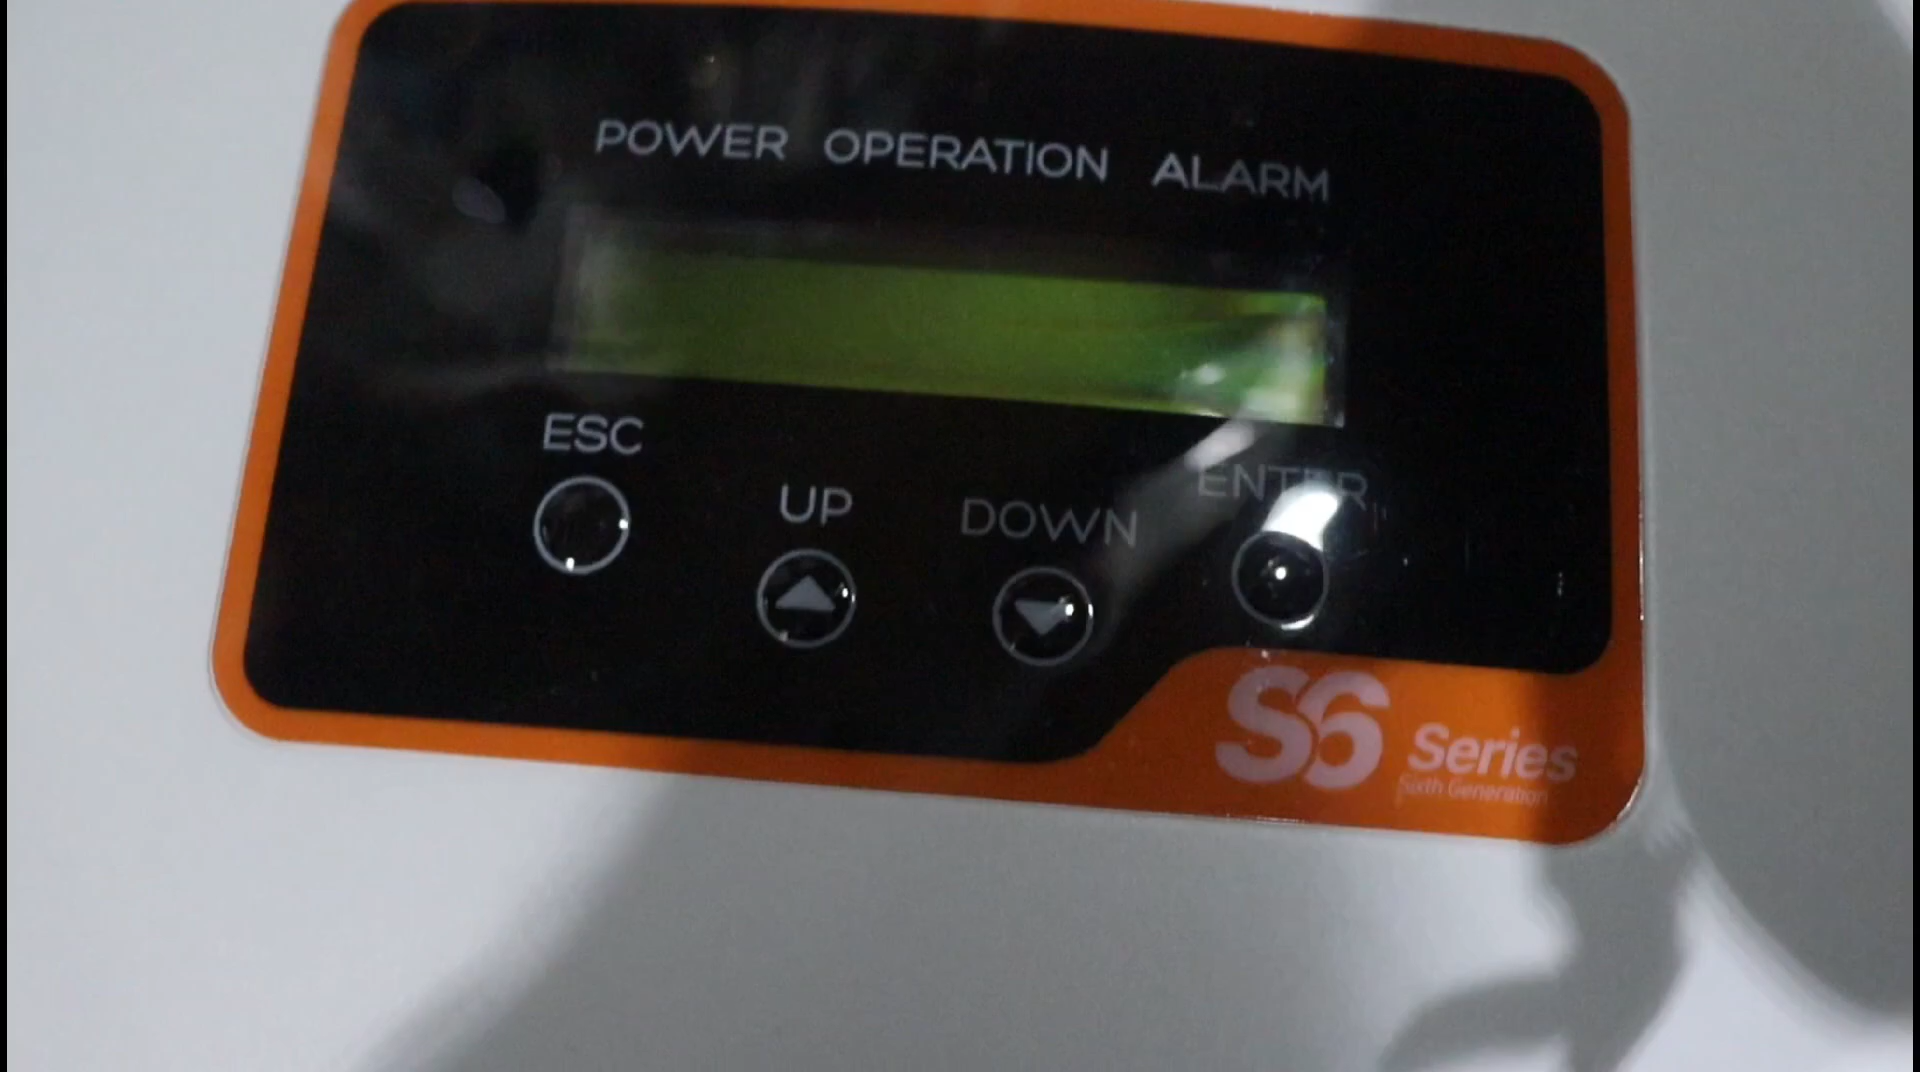 POWER OPERATION ALARM
ESC
UP
DOWN
ENTER
S6 Series
Sixth Generation